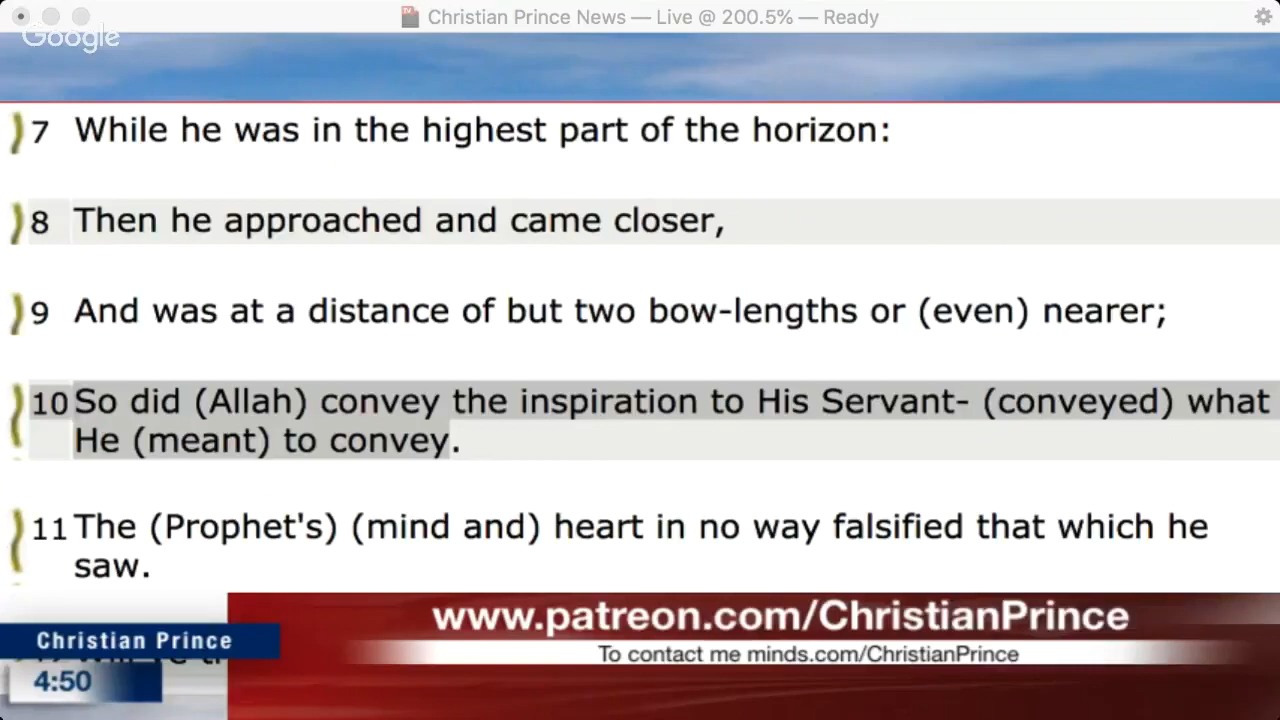 Christian Prince News — Live @ 200.5% — Ready
Google
7 While he was in the highest part of the horizon:
8 Then he approached and came closer,
9 And was at a distance of but two bow-lengths or (even) nearer;
10 So did (Allah) convey the inspiration to His Servant- (conveyed) what
He (meant) to convey.
11 The (Prophet's) (mind and) heart in no way falsified that which he
saw.
www.patreon.com/ChristianPrince
Christian Prince
To contact me minds.com/ChristianPrince
4:50